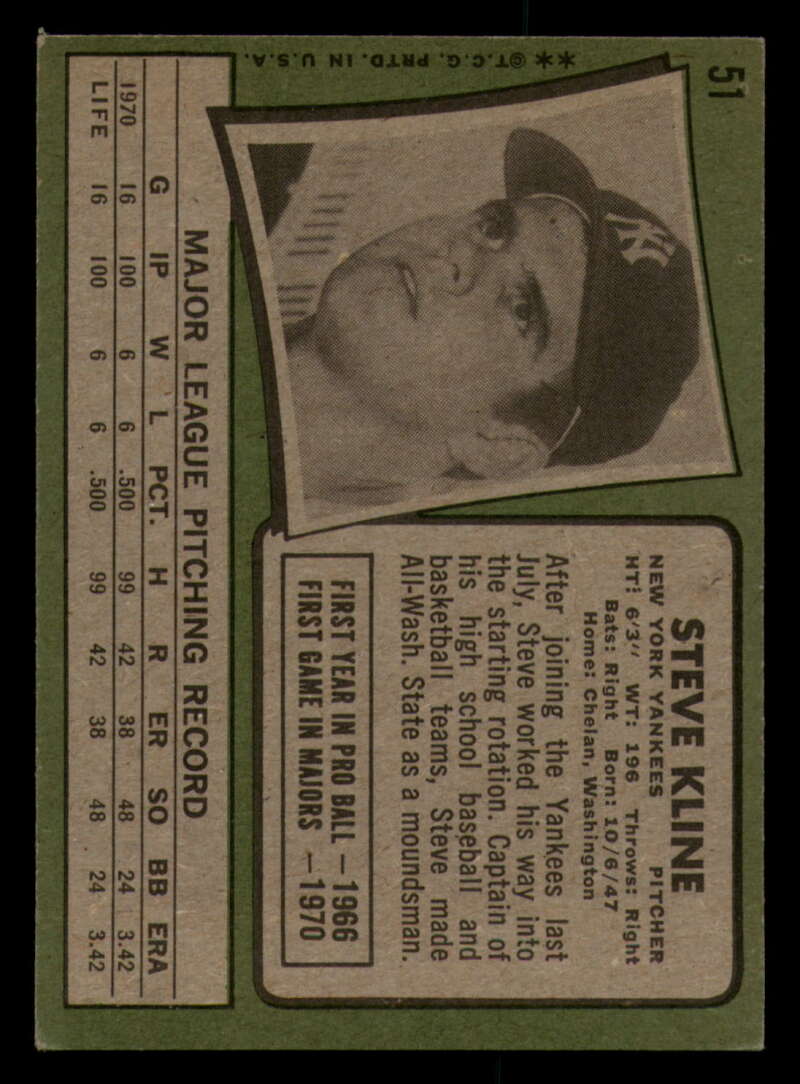 51
**©T.C.G. PRTD. IN U.S.A.
NY
STEVE KLINE
NEW YORK YANKEES PITCHER
HT: 6'3" WT: 196 Throws: Right
Bats: Right Born: 10/6/47
Home: Chelan, Washington
After joining the Yankees last
July, Steve worked his way into
the starting rotation. Captain of
his high school baseball and
basketball teams, Steve made
All-Wash. State as a moundsman.
FIRST YEAR IN PRO BALL —1966
FIRST GAME IN MAJORS —1970
MAJOR LEAGUE PITCHING RECORD
G IP W L PCT. H R ER SO BB ERA
1970 16 100 6 6 .500 99 42 38 48 24 3.42
LIFE 16 100 6 6 .500 99 42 38 48 24 3.42